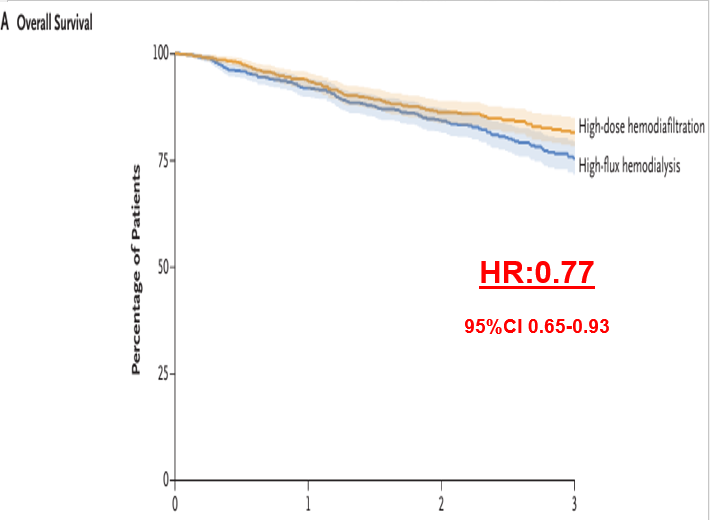 A Overall Survival
100
75
50
25
0
Percentage of Patients
High-dose hemodiafiltration
High-flux hemodialysis
HR:0.77
95%CI 0.65-0.93
0 1 2 3